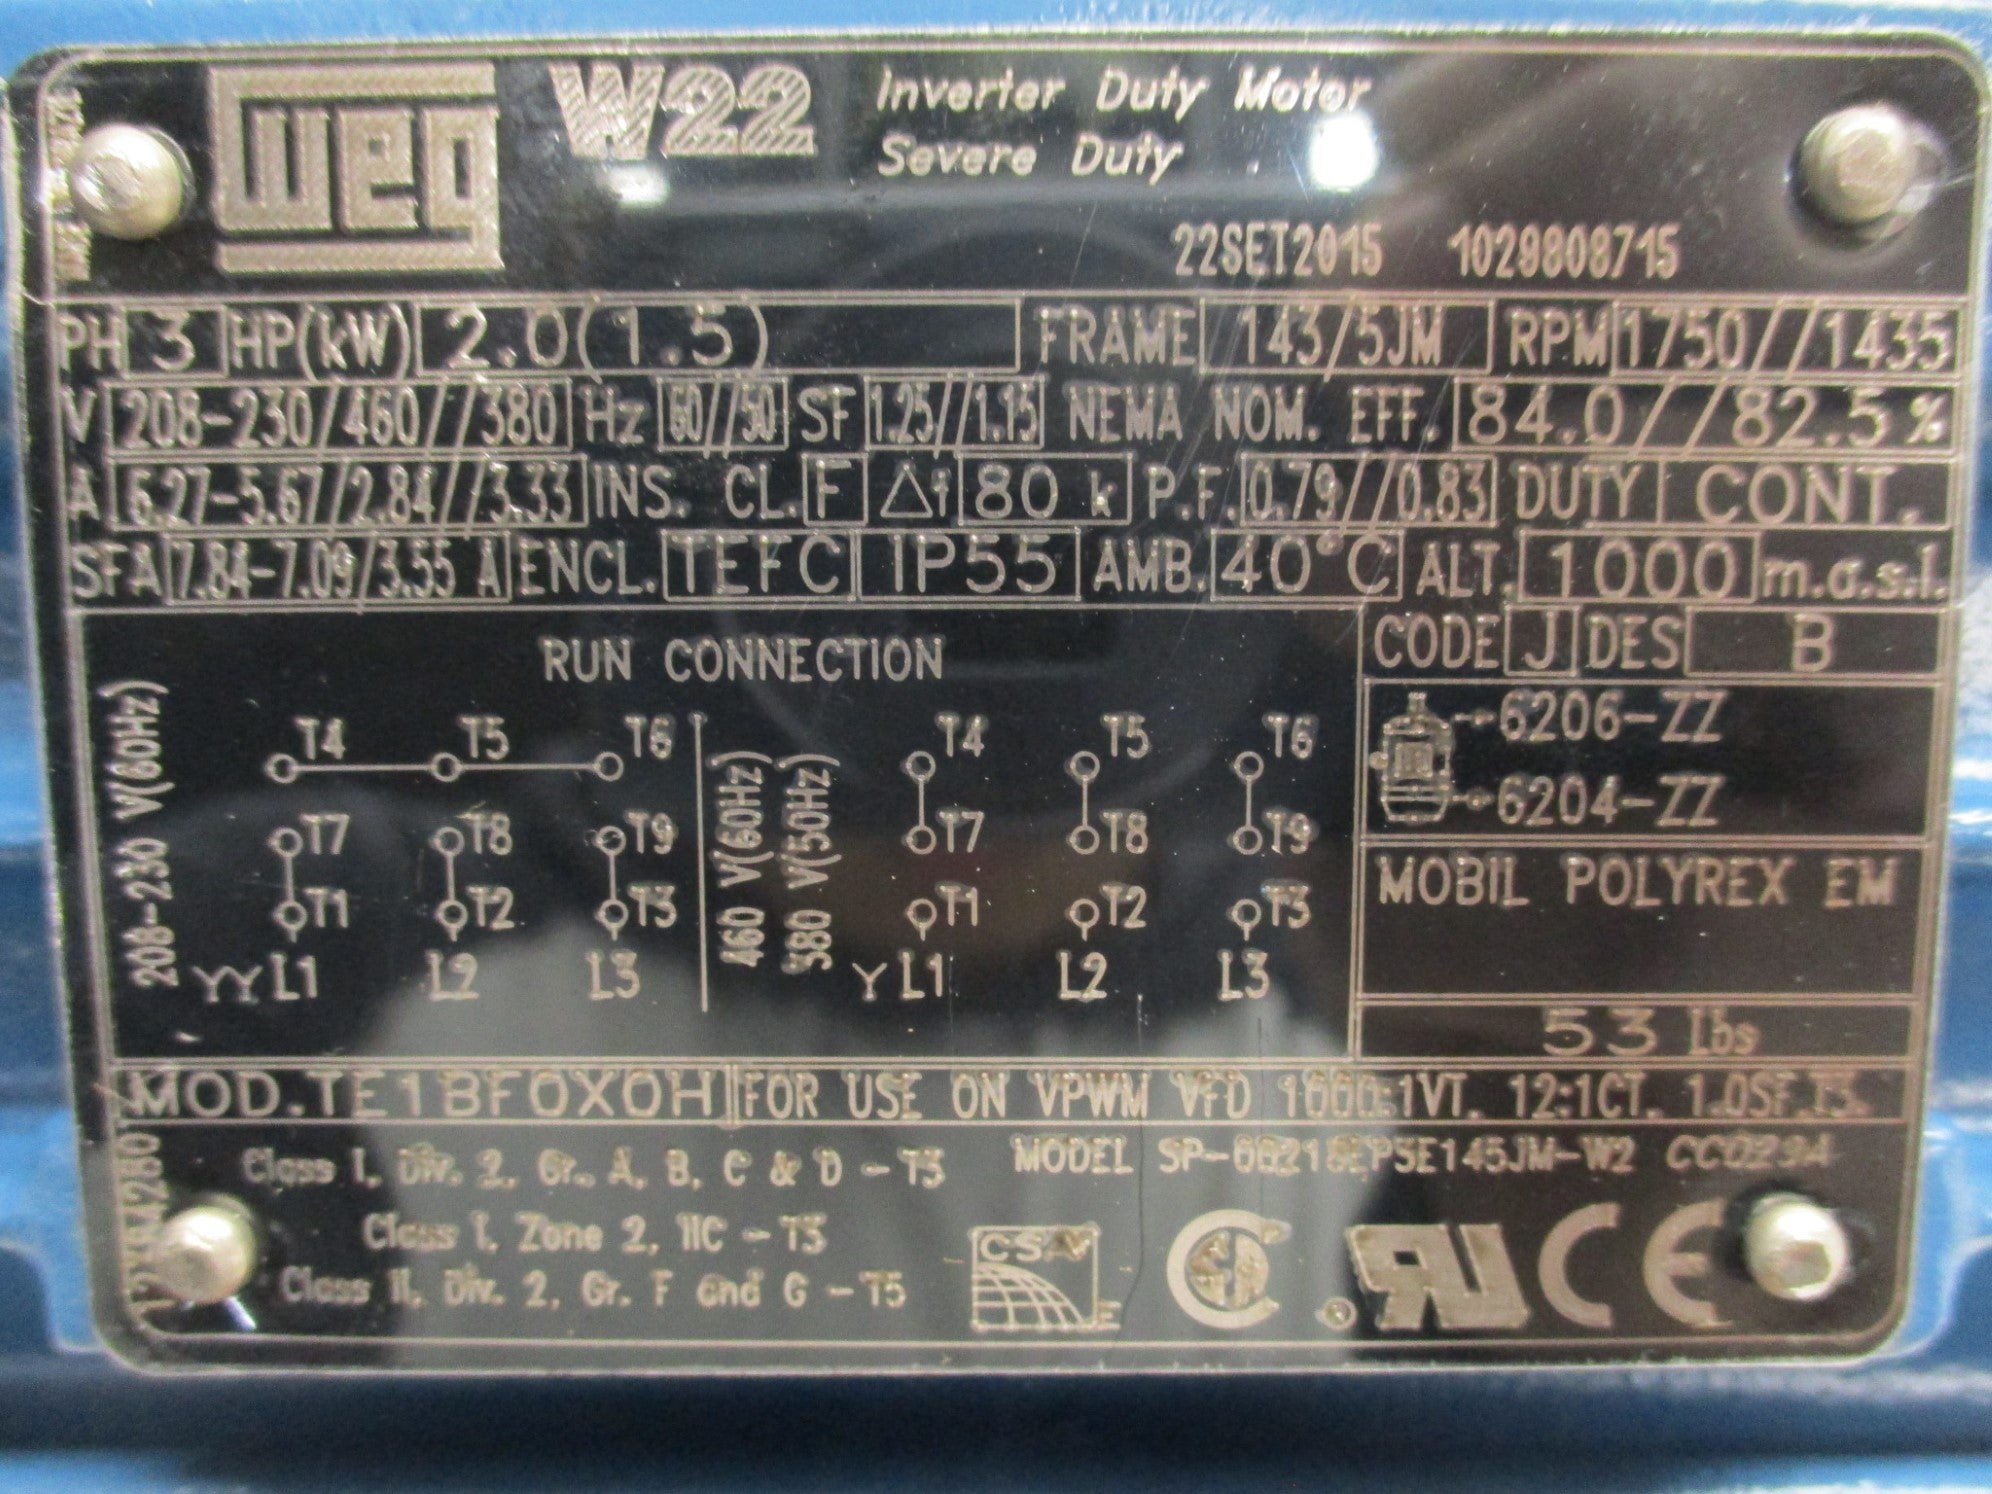 WEG W22 Inverter Duty Motor
Severe Duty
22SET2015 1029808715
PH 3 HP(kW) 2.0(1.5) FRAME 143/5JM RPM 1750//1435
V 208-230/460//380 Hz 60//50 SF 1.25//1.15 NEMA NOM. EFF. 84.0//82.5 %
A 6.27-5.67/2.84//3.33 INS. CL. F Δt 80 k P.F. 0.79//0.83 DUTY CONT.
SFA 7.84-7.09/3.55 A ENCL. TEFC IP55 AMB. 40°C ALT. 1000 m.a.s.l.
CODE J DES B
RUN CONNECTION
208-230 V(60Hz)
T4 T5 T6
T7 T8 T9
T1 T2 T3
YY L1 L2 L3
460 V(60Hz)
380 V(50Hz)
T4 T5 T6
T7 T8 T9
T1 T2 T3
Y L1 L2 L3
6206-ZZ
6204-ZZ
MOBIL POLYREX EM
53 lbs
MOD.TE1BF0X0H FOR USE ON VPWM VFD 1000:1VT, 12:1CT, 1.0SF,T3.
Class I, Div. 2, Gr. A, B, C & D - T3 MODEL CC029A
Class I, Zone 2, IIC - T3
Class II, Div. 2, Gr. F and G - T5
CSA E
CE